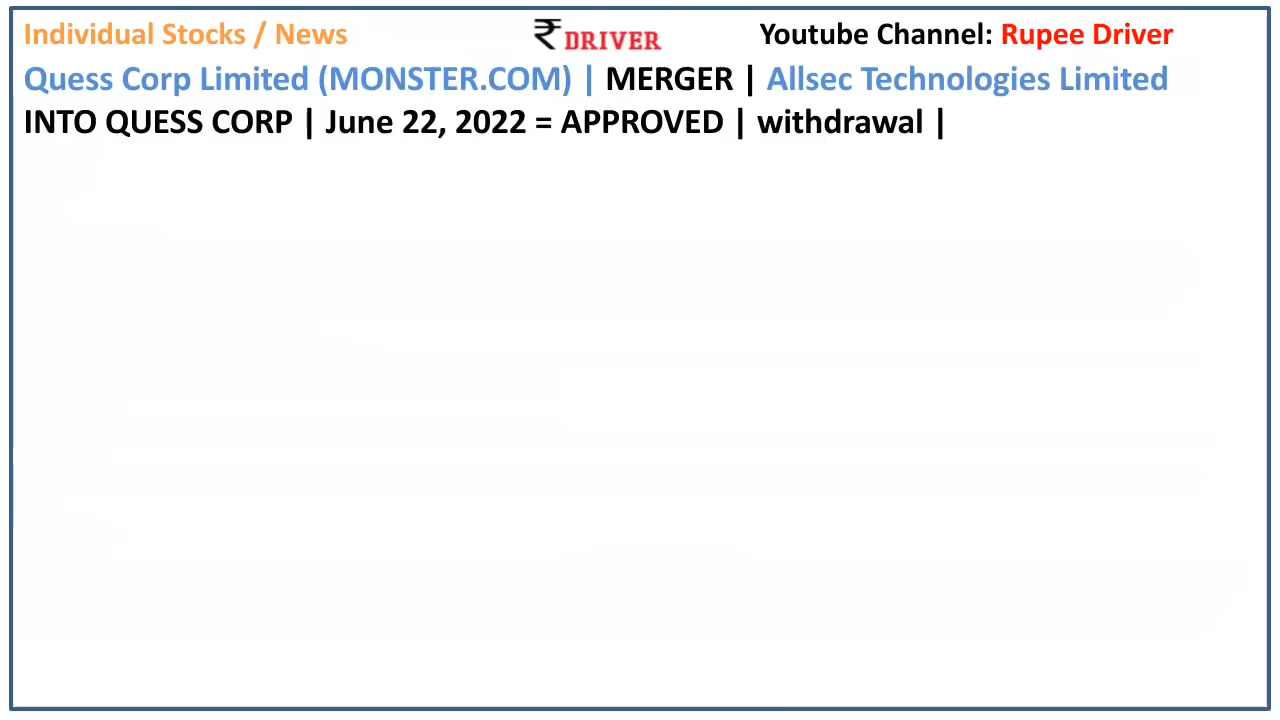 Individual Stocks / News ₹ DRIVER Youtube Channel: Rupee Driver
Quess Corp Limited (MONSTER.COM) | MERGER | Allsec Technologies Limited
INTO QUESS CORP | June 22, 2022 = APPROVED | withdrawal |